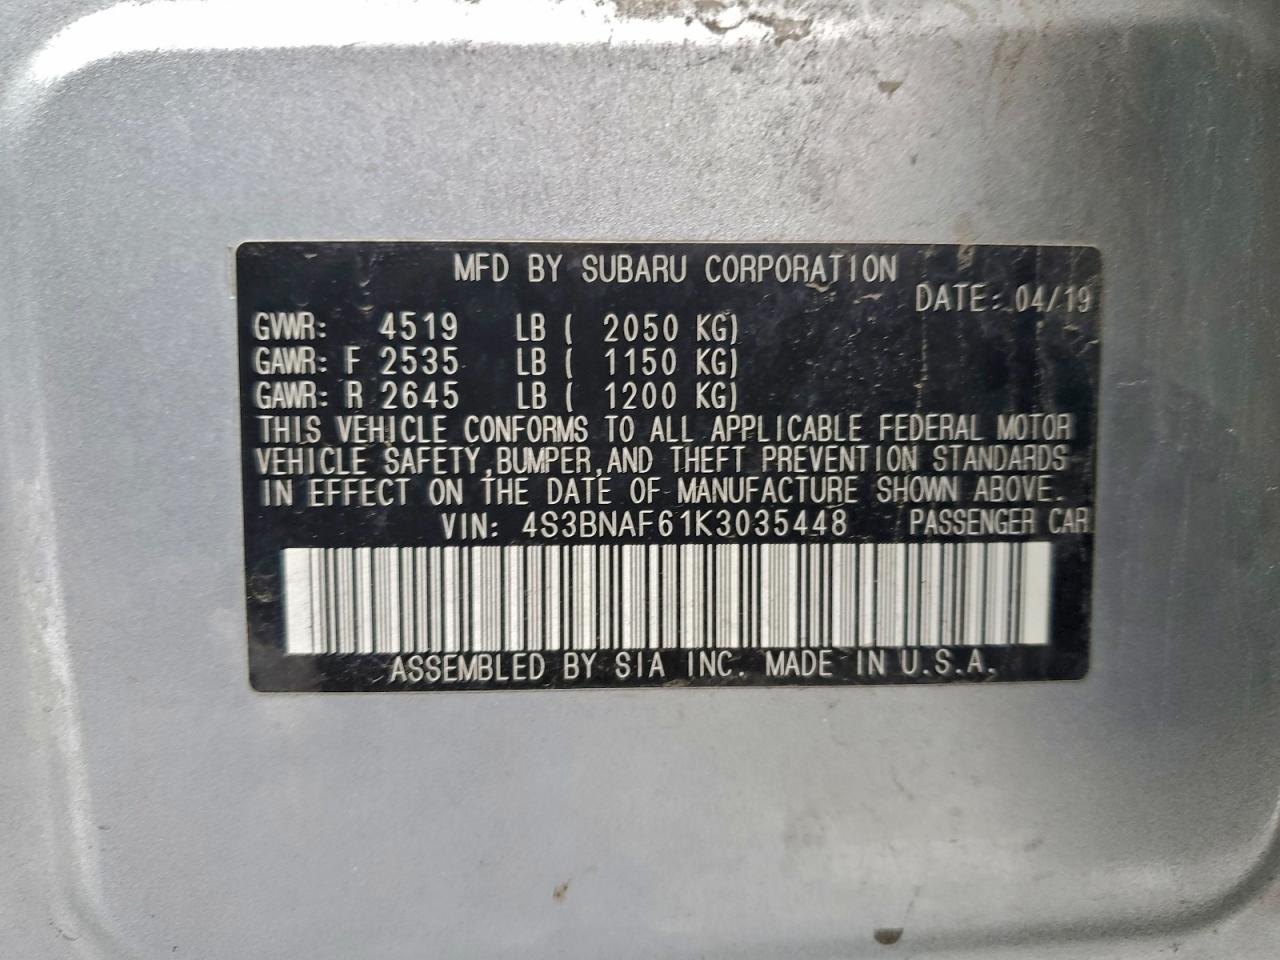 MFD BY SUBARU CORPORATION
DATE: 04/19
GVWR: 4519 LB ( 2050 KG)
GAWR: F 2535 LB ( 1150 KG)
GAWR: R 2645 LB ( 1200 KG)
THIS VEHICLE CONFORMS TO ALL APPLICABLE FEDERAL MOTOR
VEHICLE SAFETY, BUMPER, AND THEFT PREVENTION STANDARDS
IN EFFECT ON THE DATE OF MANUFACTURE SHOWN ABOVE.
VIN: 4S3BNAF61K3035448 PASSENGER CAR
ASSEMBLED BY SIA INC. MADE IN U.S.A.